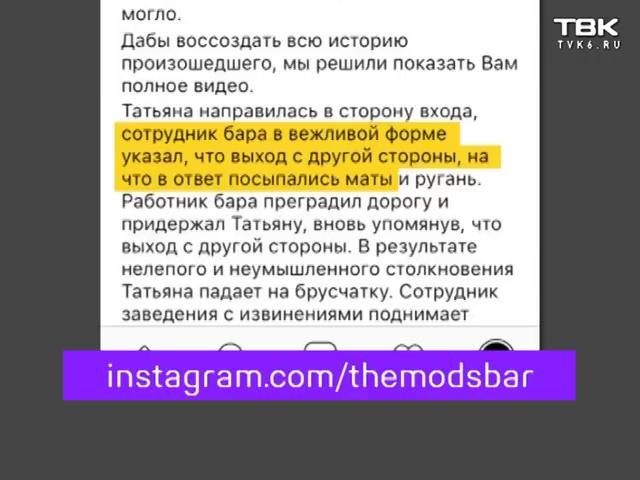 могло.
Дабы воссоздать всю историю
произошедшего, мы решили показать Вам
полное видео.
Татьяна направилась в сторону входа,
сотрудник бара в вежливой форме
указал, что выход с другой стороны, на
что в ответ посыпались маты и ругань.
Работник бара преградил дорогу и
придержал Татьяну, вновь упомянув, что
выход с другой стороны. В результате
нелепого и неумышленного столкновения
Татьяна падает на брусчатку. Сотрудник
заведения с извинениями поднимает
instagram.com/themodsbar
ТВК
TVK6.RU